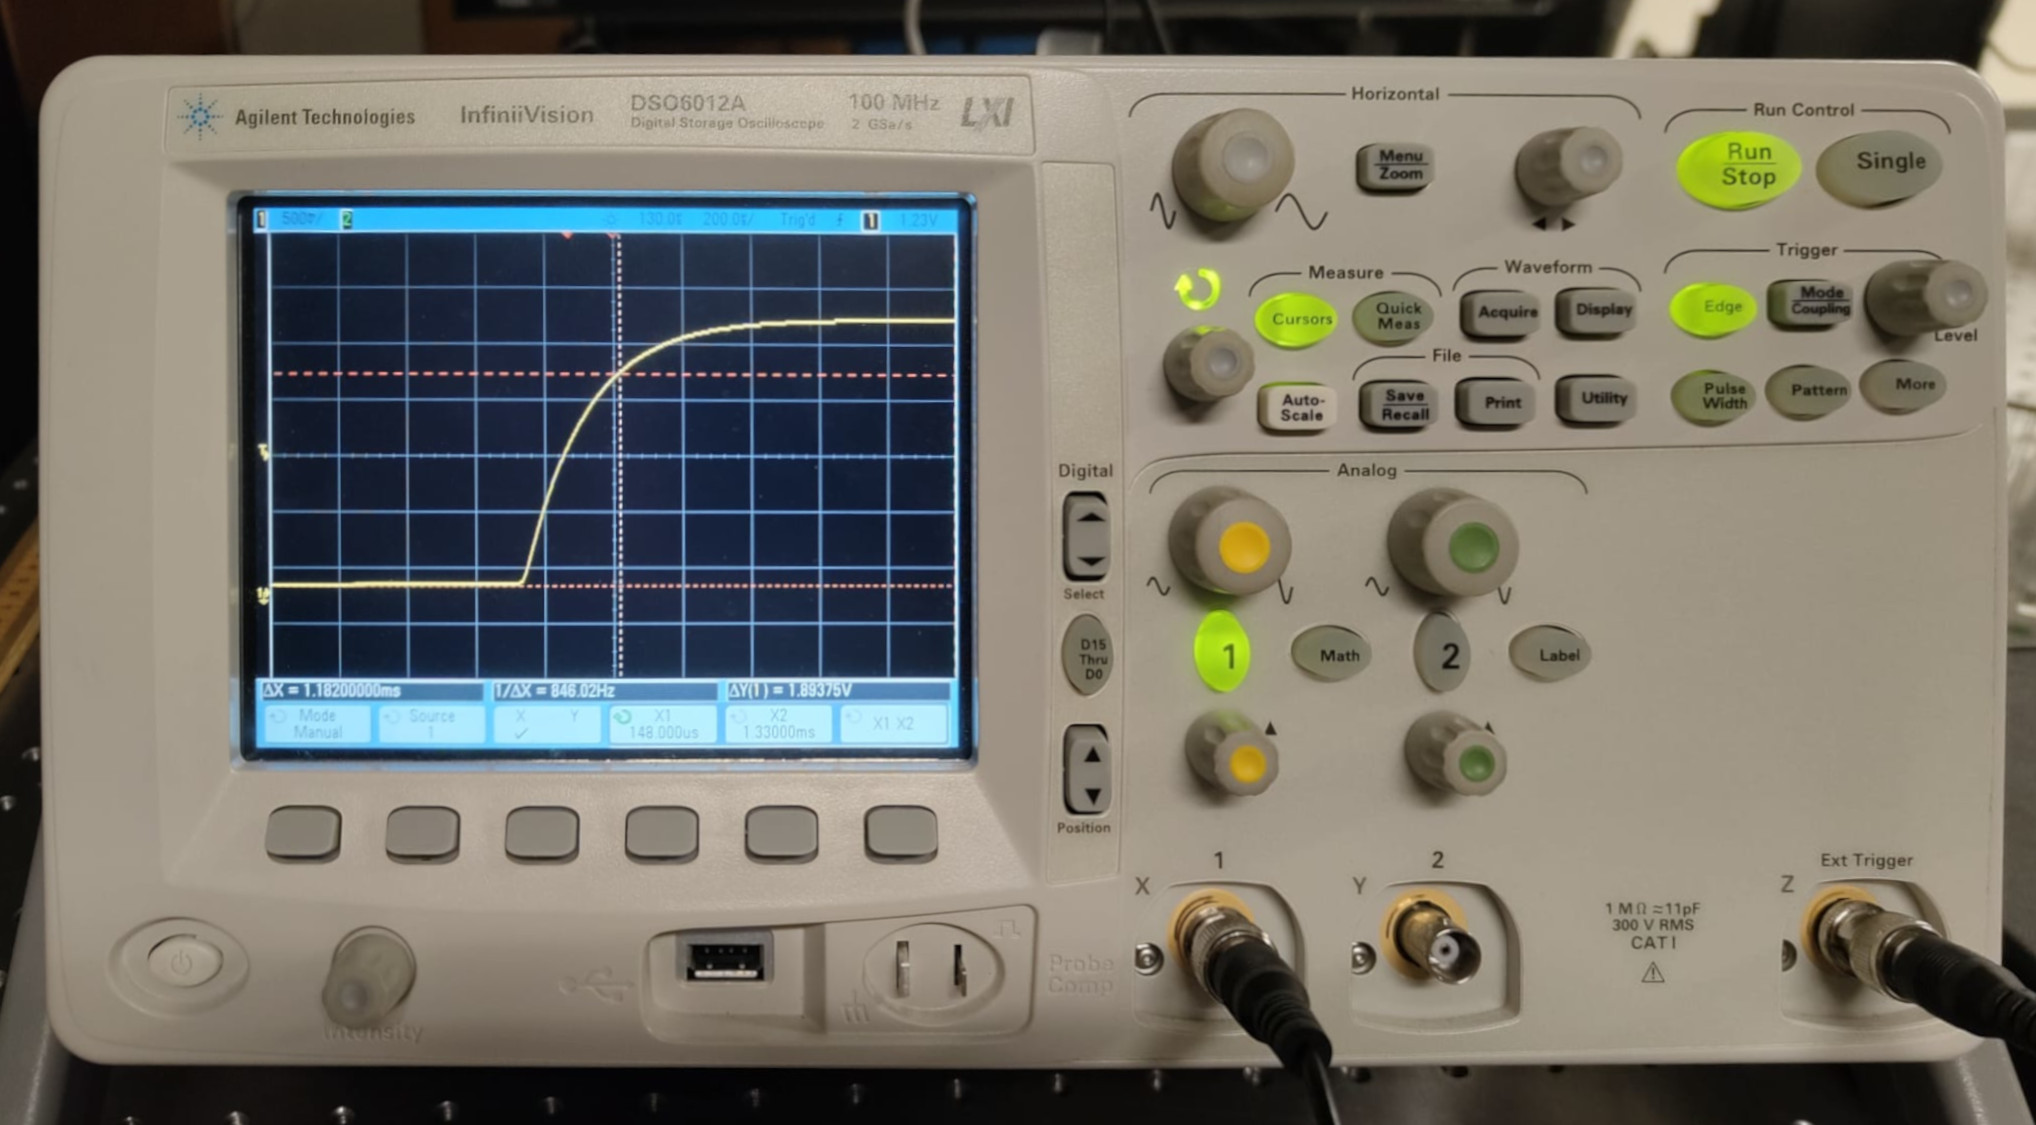 Agilent Technologies InfiniiVision DSO6012A 100 MHz LXI
Digital Storage Oscilloscope 2 GSa/s
1 500 2 130.0 200.0 / Trig'd 1 1.23V
ΔX = 1.18200000ms 1/ΔX = 846.02Hz ΔY(1) = 1.89375V
Mode Source X Y X1 X2 X1 X2
Manual 1 ✓ 148.000us 1.33000ms
Intensity
Probe
Comp
Horizontal
Menu
Zoom
Run Control
Run
Stop
Single
Measure
Cursors
Quick
Meas
Waveform
Acquire
Display
Trigger
Edge
Mode
Coupling
Level
File
Auto-
Scale
Save
Recall
Print
Utility
Pulse
Width
Pattern
More
Digital
Select
D15
Thru
D0
Position
Analog
1
Math
2
Label
1
X
2
Y
1 MΩ ≈11pF
300 V RMS
CAT I
Ext Trigger
Z